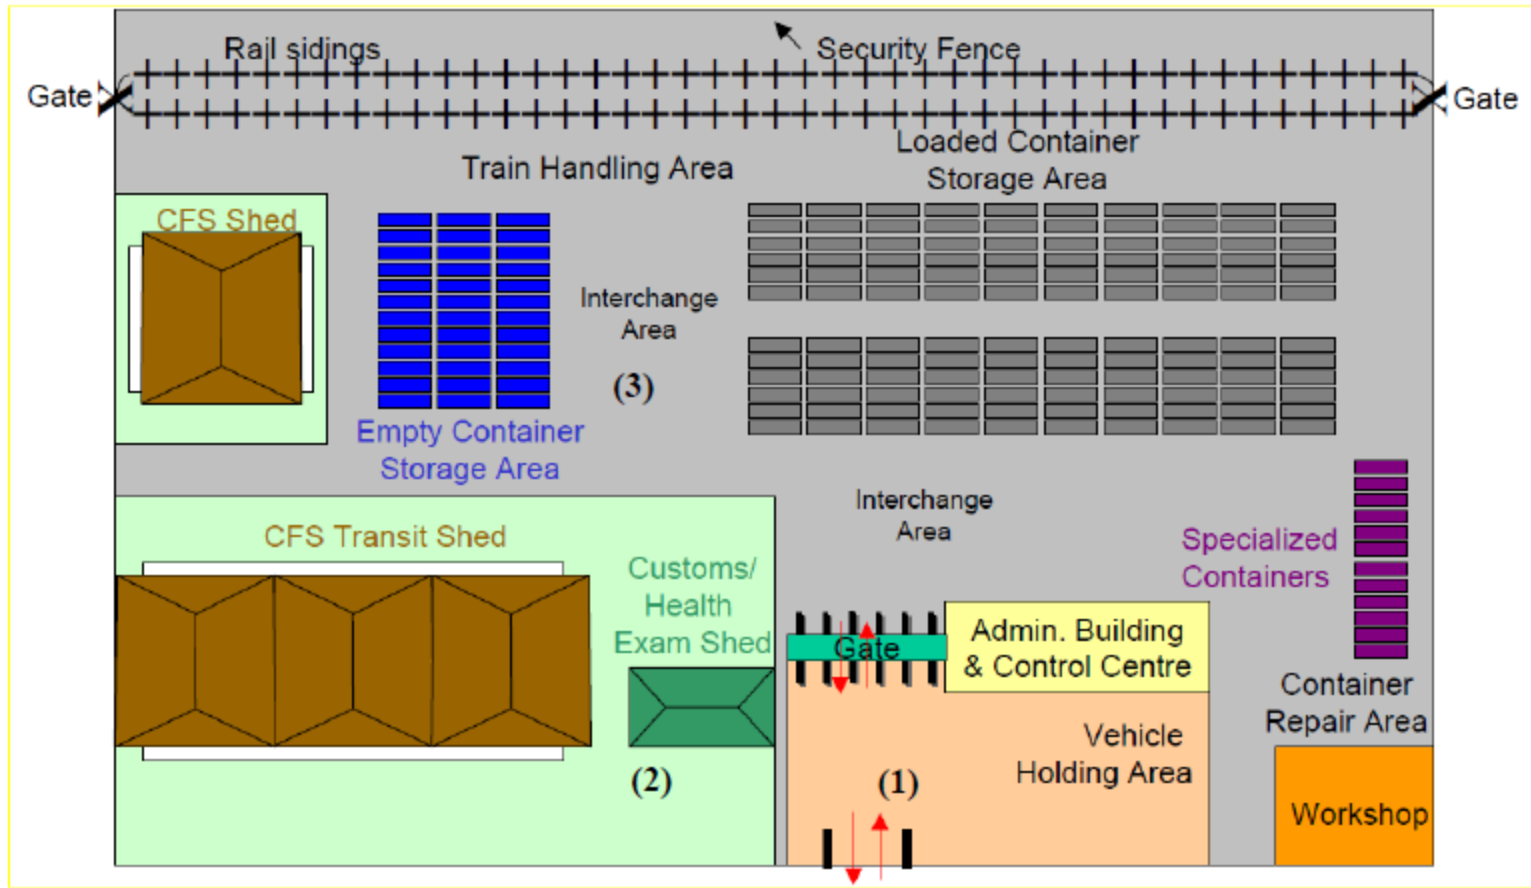 Rail sidings
Security Fence
Gate
Gate
Loaded Container
Storage Area
Train Handling Area
CFS Shed
Interchange
Area
(3)
Empty Container
Storage Area
Interchange
Area
CFS Transit Shed
Specialized
Containers
Customs/
Health
Exam Shed
Gate
Admin. Building
& Control Centre
Container
Repair Area
Vehicle
Holding Area
(2)
(1)
Workshop